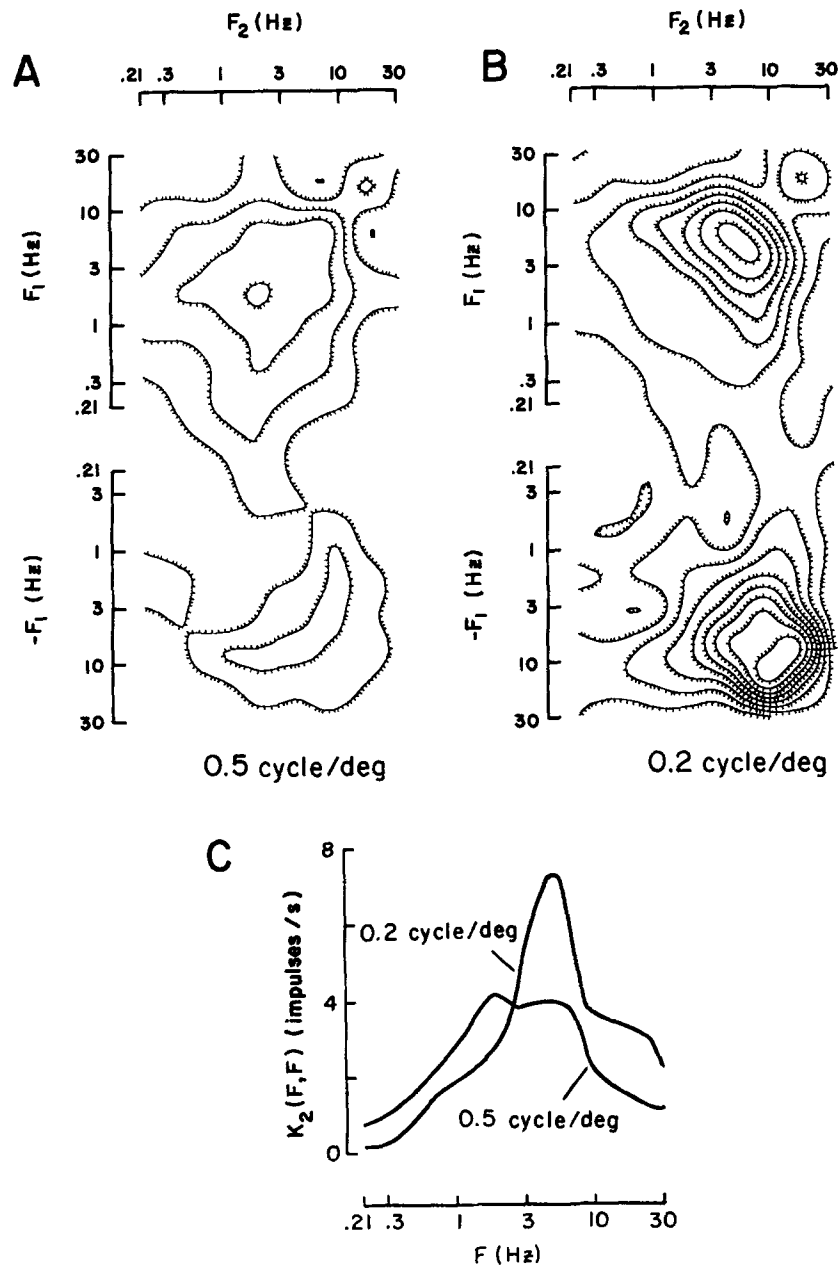 F₂ (Hz)
F₂ (Hz)
A
B
.21 .3 1 3 10 30
.21 .3 1 3 10 30
30
10
3
1
.3
.21
F₁ (Hz)
.21
3
1
3
10
30
-F₁ (Hz)
0.5 cycle/deg
30
10
3
1
.3
.21
F₁ (Hz)
.21
3
1
3
10
30
-F₁ (Hz)
0.2 cycle/deg
C
8
4
0
K₂(F,F) (impulses/s)
0.2 cycle/deg
0.5 cycle/deg
.21 .3 1 3 10 30
F (Hz)